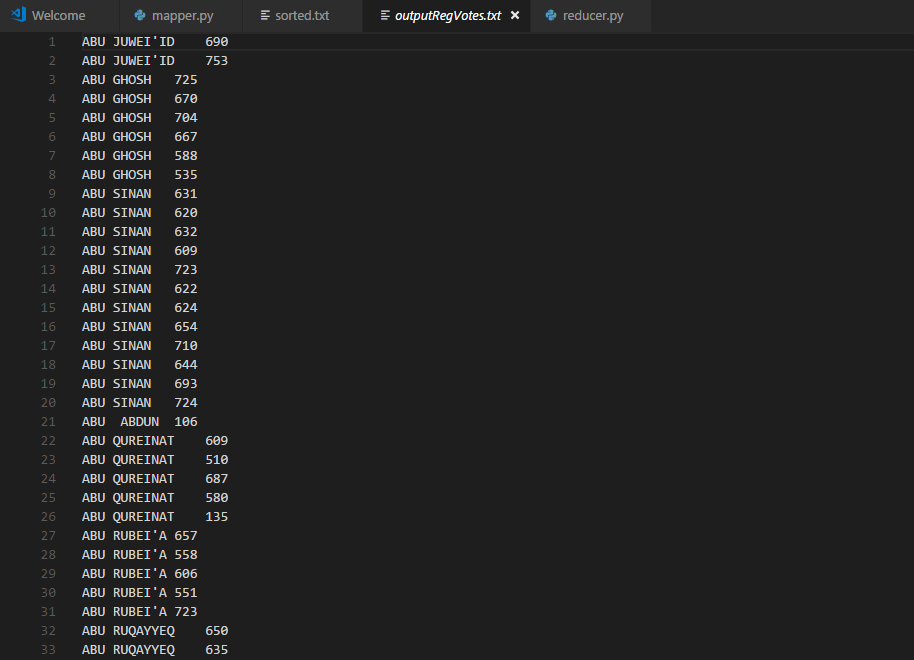 Welcome mapper.py sorted.txt outputRegVotes.txt reducer.py
1 ABU JUWEI'ID 690
2 ABU JUWEI'ID 753
3 ABU GHOSH 725
4 ABU GHOSH 670
5 ABU GHOSH 704
6 ABU GHOSH 667
7 ABU GHOSH 588
8 ABU GHOSH 535
9 ABU SINAN 631
10 ABU SINAN 620
11 ABU SINAN 632
12 ABU SINAN 609
13 ABU SINAN 723
14 ABU SINAN 622
15 ABU SINAN 624
16 ABU SINAN 654
17 ABU SINAN 710
18 ABU SINAN 644
19 ABU SINAN 693
20 ABU SINAN 724
21 ABU  ABDUN 106
22 ABU QUREINAT 609
23 ABU QUREINAT 510
24 ABU QUREINAT 687
25 ABU QUREINAT 580
26 ABU QUREINAT 135
27 ABU RUBEI'A 657
28 ABU RUBEI'A 558
29 ABU RUBEI'A 606
30 ABU RUBEI'A 551
31 ABU RUBEI'A 723
32 ABU RUQAYYEQ 650
33 ABU RUQAYYEQ 635